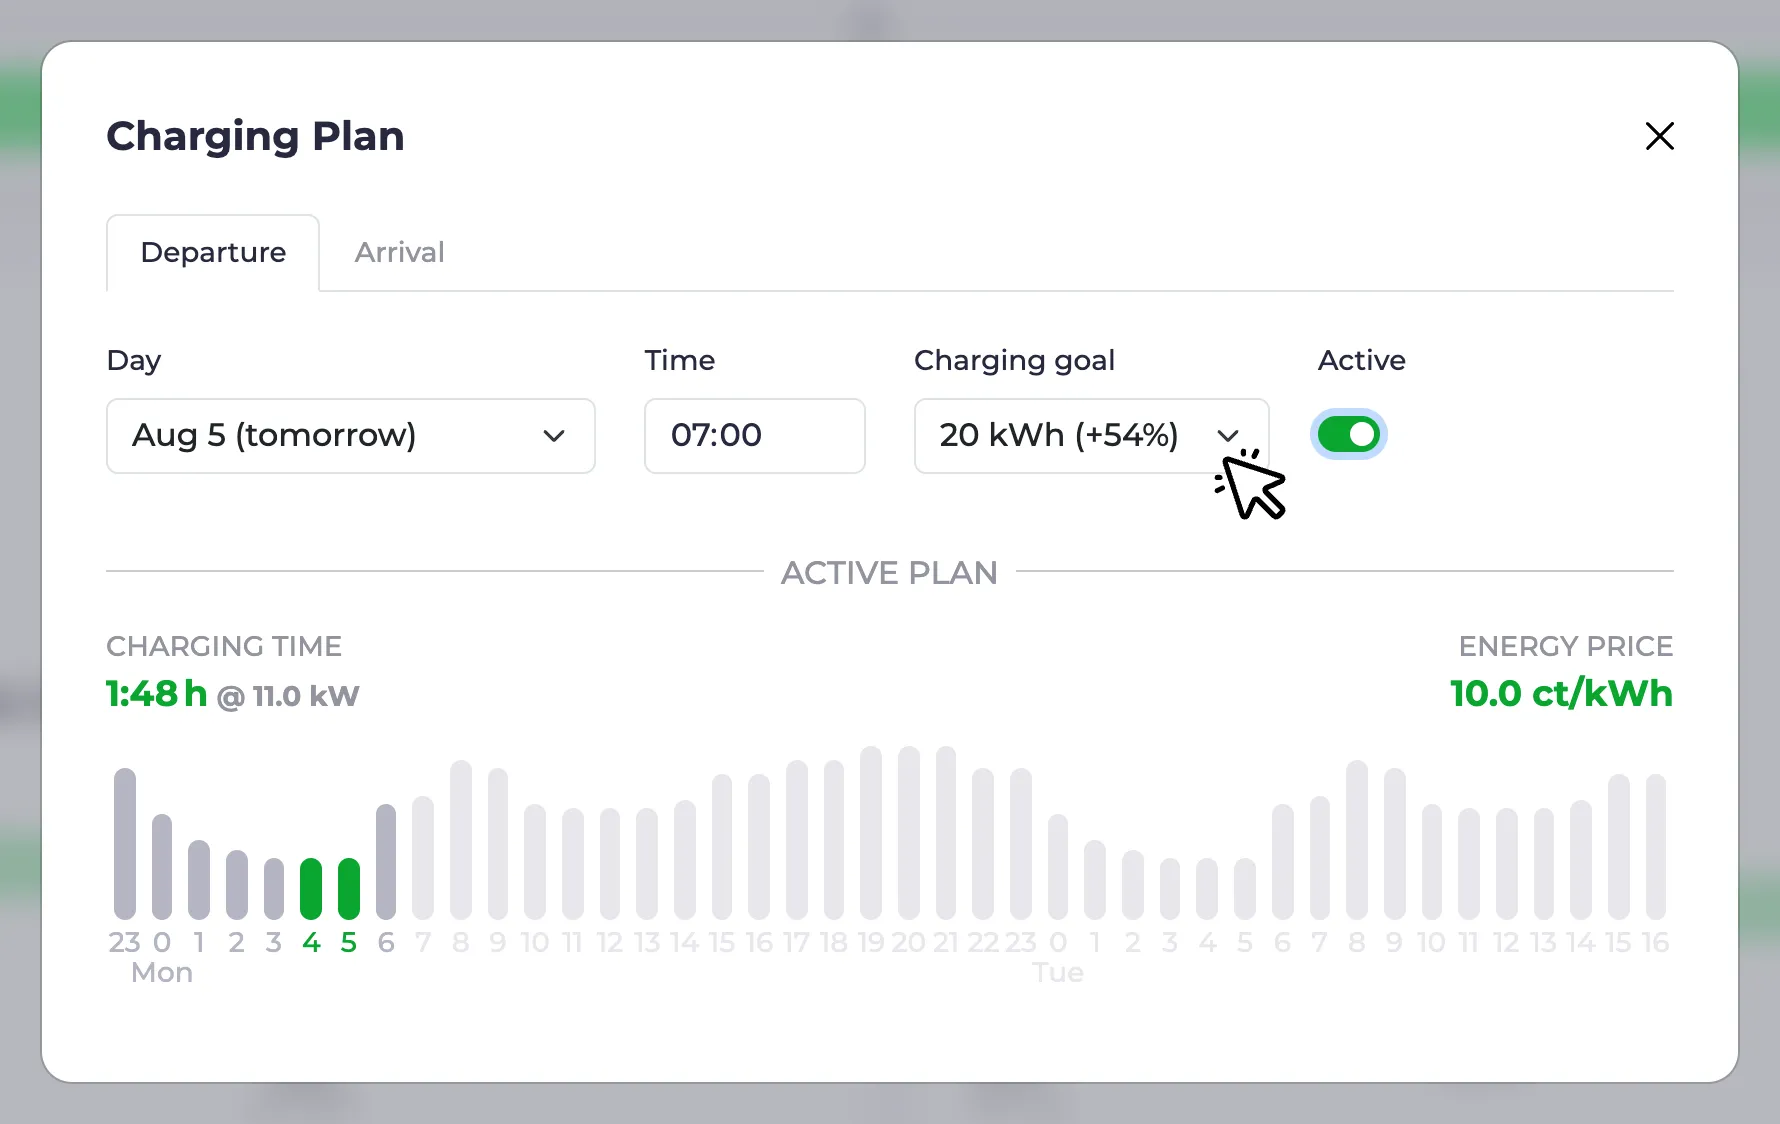 Charging Plan
Departure Arrival
Day Time Charging goal Active
Aug 5 (tomorrow) 07:00 20 kWh (+54%)
ACTIVE PLAN
CHARGING TIME ENERGY PRICE
1:48 h @ 11.0 kW 10.0 ct/kWh
23 0 1 2 3 4 5 6 7 8 9 10 11 12 13 14 15 16 17 18 19 20 21 22 23 0 1 2 3 4 5 6 7 8 9 10 11 12 13 14 15 16
Mon Tue